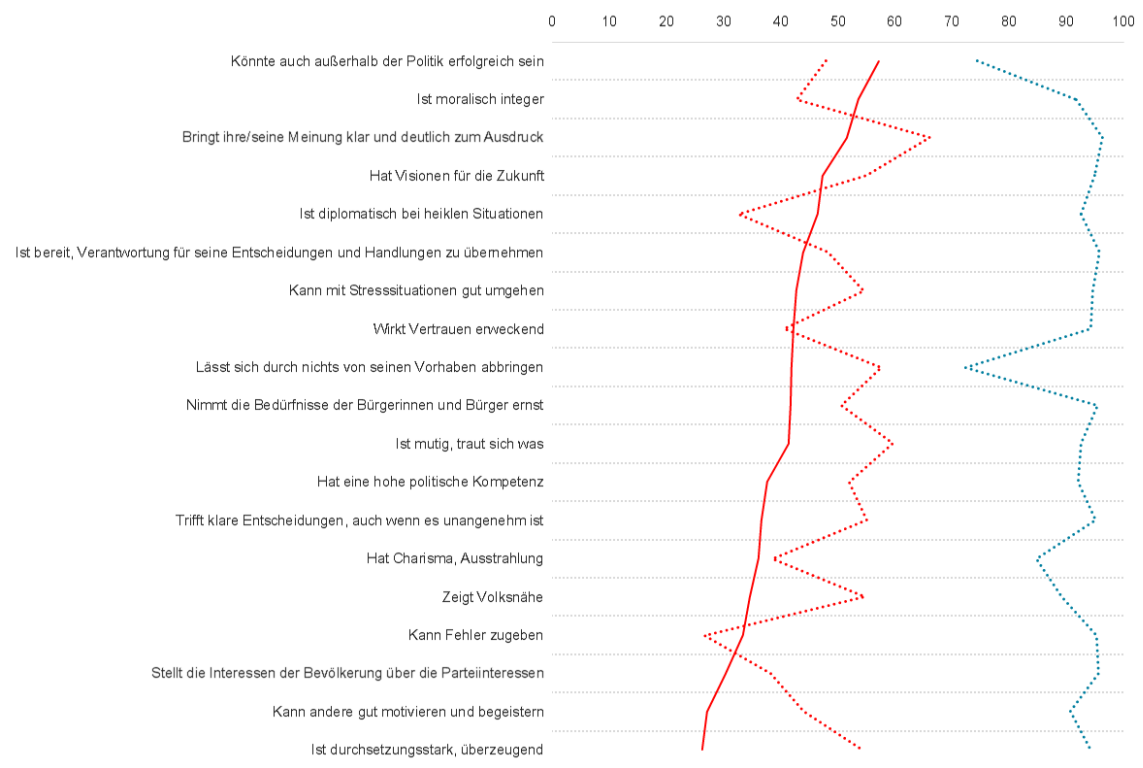 0 10 20 30 40 50 60 70 80 90 100
Könnte auch außerhalb der Politik erfolgreich sein
Ist moralisch integer
Bringt ihre/seine Meinung klar und deutlich zum Ausdruck
Hat Visionen für die Zukunft
Ist diplomatisch bei heiklen Situationen
Ist bereit, Verantwortung für seine Entscheidungen und Handlungen zu übernehmen
Kann mit Stresssituationen gut umgehen
Wirkt Vertrauen erweckend
Lässt sich durch nichts von seinen Vorhaben abbringen
Nimmt die Bedürfnisse der Bürgerinnen und Bürger ernst
Ist mutig, traut sich was
Hat eine hohe politische Kompetenz
Trifft klare Entscheidungen, auch wenn es unangenehm ist
Hat Charisma, Ausstrahlung
Zeigt Volksnähe
Kann Fehler zugeben
Stellt die Interessen der Bevölkerung über die Parteiinteressen
Kann andere gut motivieren und begeistern
Ist durchsetzungsstark, überzeugend